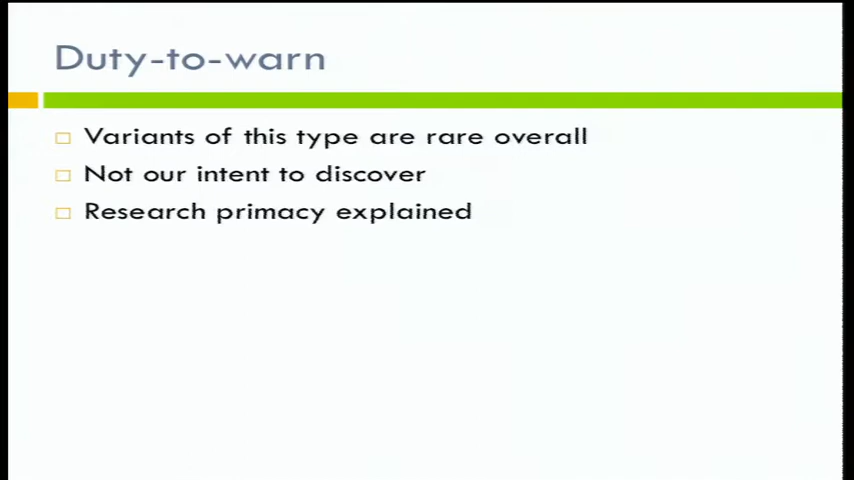 Duty-to-warn
Variants of this type are rare overall
Not our intent to discover
Research primacy explained